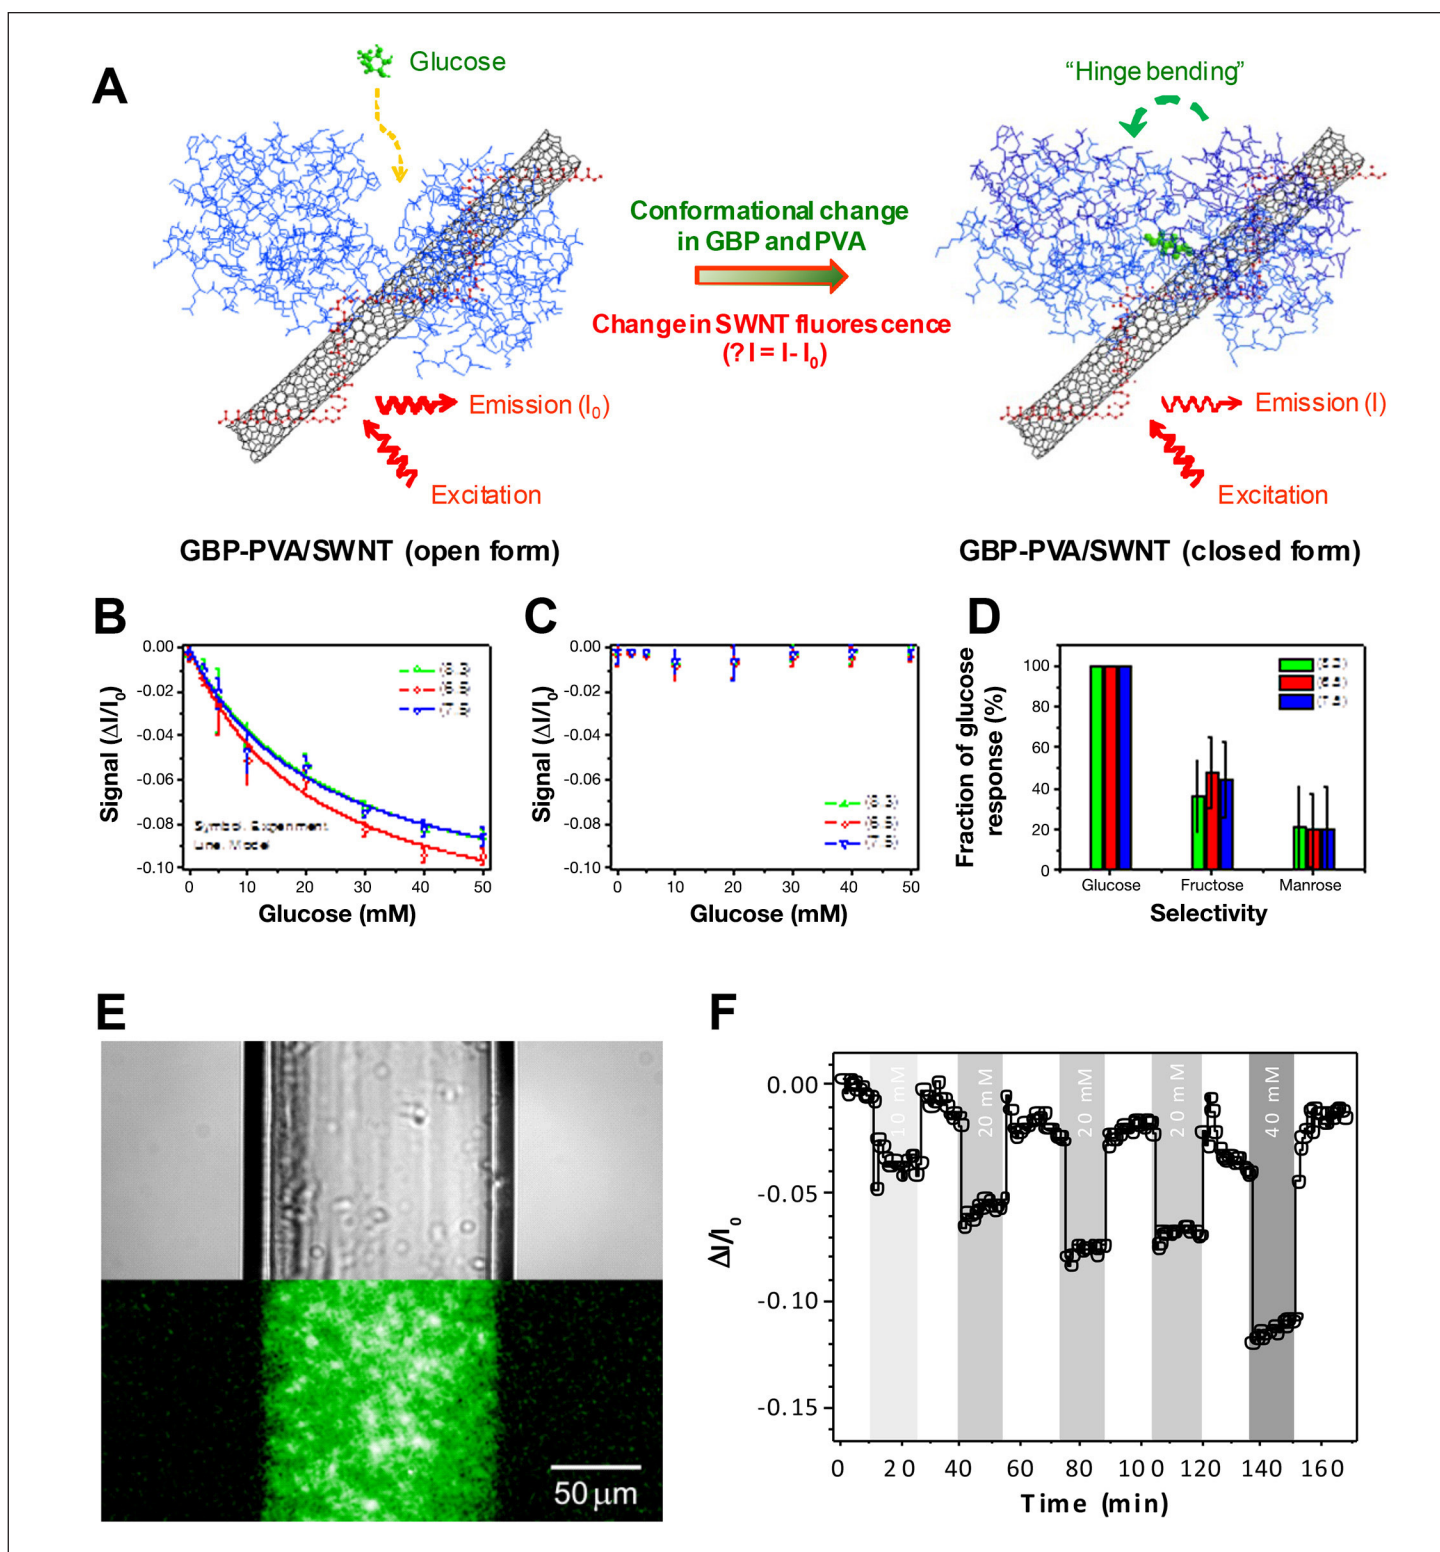 A
Glucose
"Hinge bending"
Conformational change
in GBP and PVA
Change in SWNT fluorescence
(? I = I- I0)
Emission (I0)
Excitation
Emission (I)
Excitation
GBP-PVA/SWNT (open form)
GBP-PVA/SWNT (closed form)
B
Signal (ΔI/I0)
0.00
-0.02
-0.04
-0.06
-0.08
-0.10
Symbol: Experiment
Line: Model
0 10 20 30 40 50
Glucose (mM)
C
Signal (ΔI/I0)
0.00
-0.02
-0.04
-0.06
-0.08
-0.10
0 10 20 30 40 50
Glucose (mM)
D
Fraction of glucose
response (%)
100
80
60
40
20
0
Glucose Fructose Manrose
Selectivity
E
50 μm
F
ΔI/I0
0.00
-0.05
-0.10
-0.15
10 mM
20 mM
20 mM
20 mM
40 mM
0 20 40 60 80 100 120 140 160
Time (min)